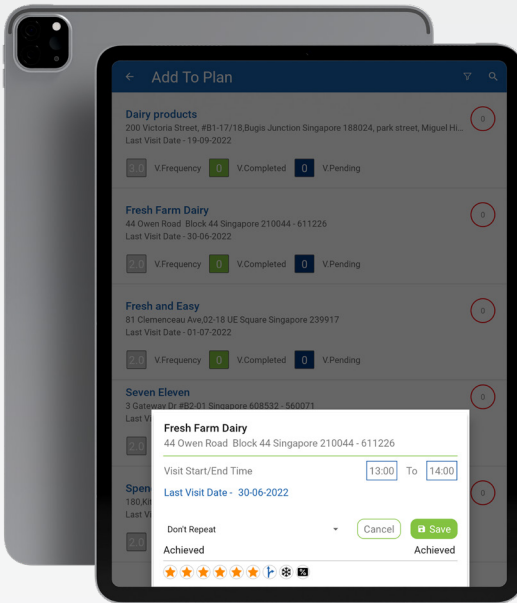 Add To Plan
Dairy products
200 Victoria Street, #B1-17/18,Bugis Junction Singapore 188024, park street, Miguel Hi...
Last Visit Date - 19-09-2022
0
3.0 V.Frequency 0 V.Completed 0 V.Pending
Fresh Farm Dairy
44 Owen Road Block 44 Singapore 210044 - 611226
Last Visit Date - 30-06-2022
0
2.0 V.Frequency 0 V.Completed 0 V.Pending
Fresh and Easy
81 Clemenceau Ave,02-18 UE Square Singapore 239917
Last Visit Date - 01-07-2022
0
2.0 V.Frequency 0 V.Completed 0 V.Pending
Seven Eleven
3 Gateway Dr #B2-01 Singapore 608532 - 560071
Last Vi
0
2.0
Spen
180,Kit
Last Vi
0
2.0
Fresh Farm Dairy
44 Owen Road Block 44 Singapore 210044 - 611226
Visit Start/End Time 13:00 To 14:00
Last Visit Date - 30-06-2022
Don't Repeat Cancel Save
Achieved Achieved